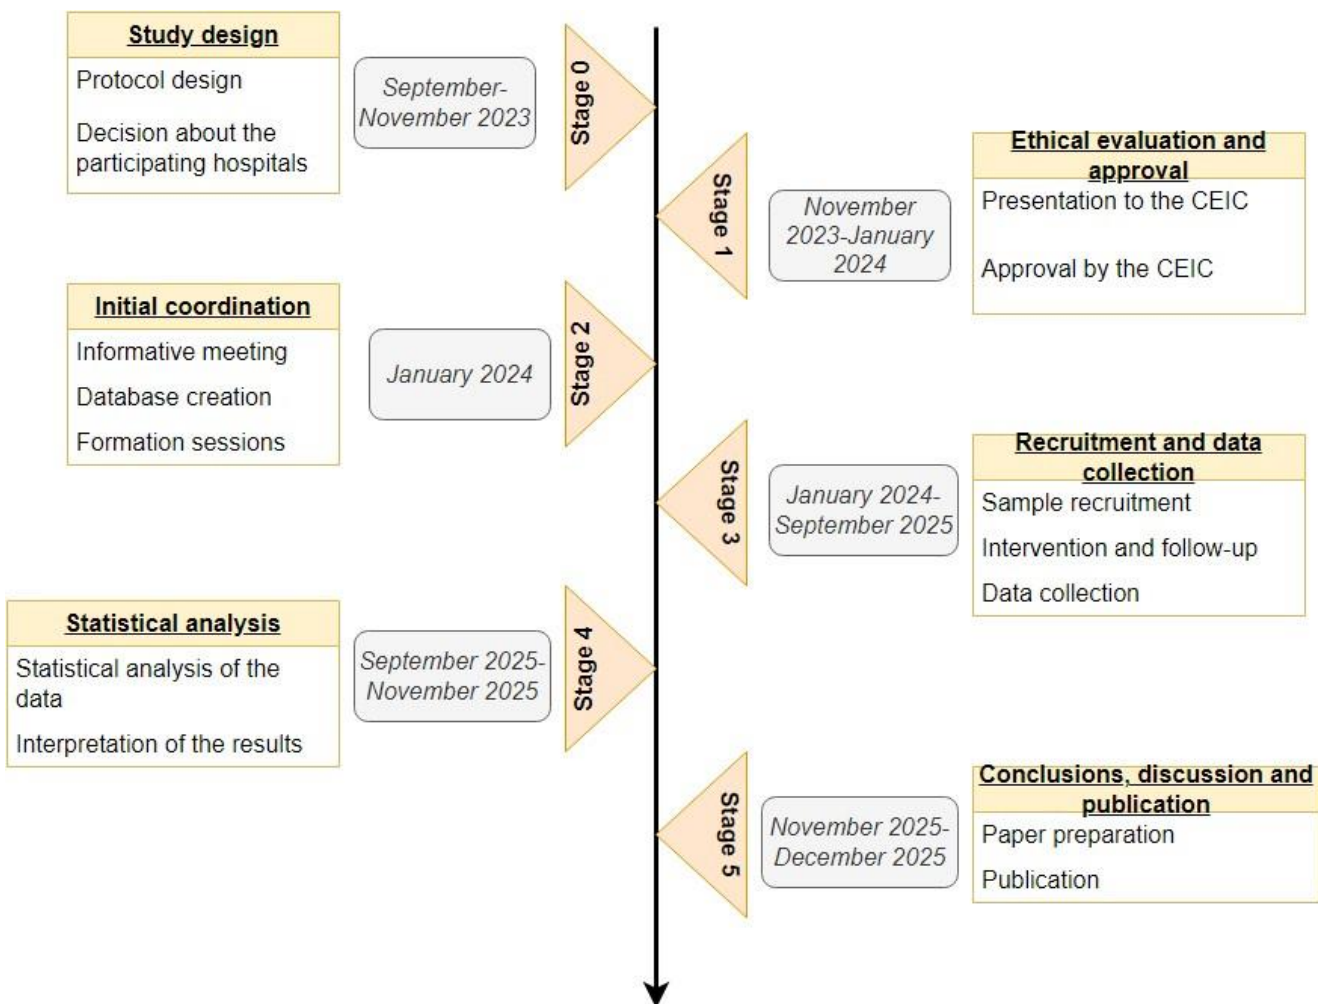 Study design
Protocol design
Decision about the
participating hospitals
September-
November 2023
Stage 0
Ethical evaluation and
approval
Presentation to the CEIC
Approval by the CEIC
November
2023-January
2024
Stage 1
Initial coordination
Informative meeting
Database creation
Formation sessions
January 2024
Stage 2
Recruitment and data
collection
Sample recruitment
Intervention and follow-up
Data collection
January 2024-
September 2025
Stage 3
Statistical analysis
Statistical analysis of the
data
Interpretation of the results
September 2025-
November 2025
Stage 4
Conclusions, discussion and
publication
Paper preparation
Publication
November 2025-
December 2025
Stage 5